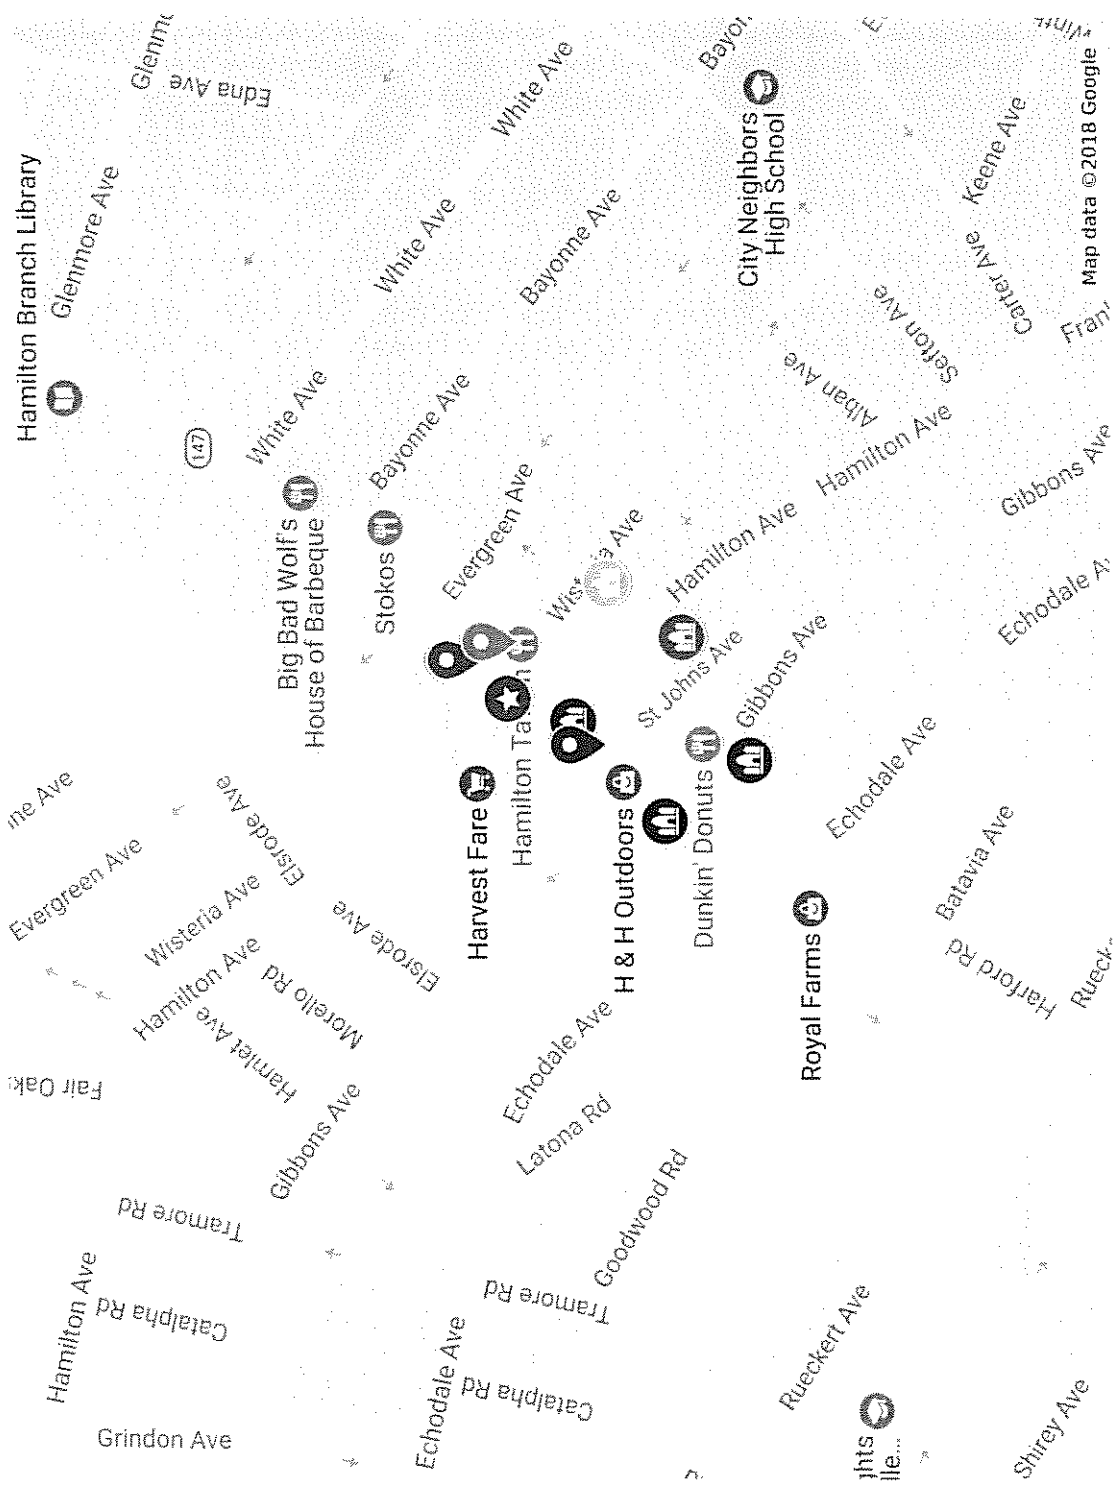 Hamilton Branch Library
Glenmore Ave
Edna Ave
White Ave
White Ave
White Ave
Bayonne Ave
Bayonne Ave
City Neighbors
High School
Keene Ave
Carter Ave
Sefton Ave
Alban Ave
Map data ©2018 Google
147
Big Bad Wolf's
House of Barbeque
Stokos
Evergreen Ave
Hamilton Ave
Hamilton Ave
Gibbons Ave
St Johns Ave
Gibbons Ave
Echodale
Echodale Ave
Harvest Fare
Hamilton
H & H Outdoors
Dunkin' Donuts
Royal Farms
Batavia Ave
Harford Rd
Elsrode Ave
Elsrode Ave
Evergreen Ave
Wisteria Ave
Hamilton Ave
Morello Rd
Hamlet Ave
Gibbons Ave
Fair
Echodale Ave
Latona Rd
Goodwood Rd
Tramore Rd
Tramore Rd
Hamilton Ave
Catalpha Rd
Catalpha Rd
Echodale Ave
Grindon Ave
Rueckert Ave
Shirey Ave